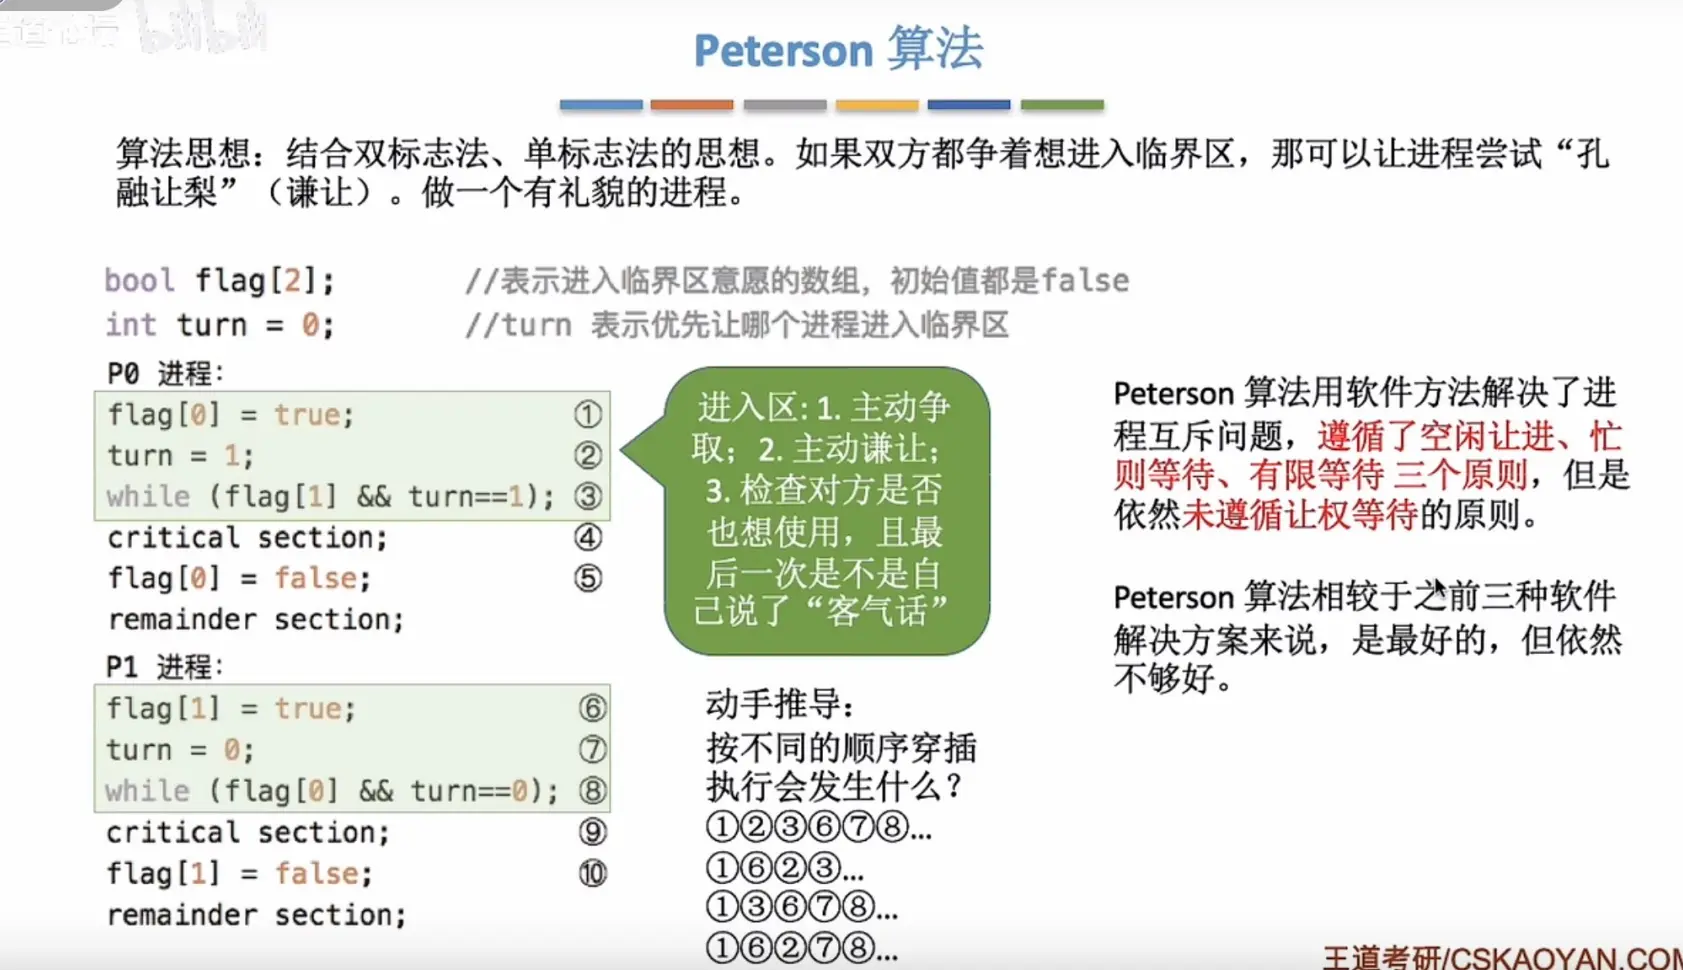 Peterson 算法
算法思想：结合双标志法、单标志法的思想。如果双方都争着想进入临界区，那可以让进程尝试“孔
融让梨”（谦让）。做一个有礼貌的进程。
bool flag[2]; //表示进入临界区意愿的数组，初始值都是false
int turn = 0; //turn 表示优先让哪个进程进入临界区
P0 进程：
flag[0] = true; ①
turn = 1; ②
while (flag[1] && turn==1); ③
critical section; ④
flag[0] = false; ⑤
remainder section;
P1 进程：
flag[1] = true; ⑥
turn = 0; ⑦
while (flag[0] && turn==0); ⑧
critical section; ⑨
flag[1] = false; ⑩
remainder section;
进入区：1. 主动争
取；2. 主动谦让；
3. 检查对方是否
也想使用，且最
后一次是不是自
己说了“客气话”
动手推导：
按不同的顺序穿插
执行会发生什么？
①②③⑥⑦⑧...
①⑥②③...
①③⑥⑦⑧...
①⑥②⑦⑧...
Peterson 算法用软件方法解决了进
程互斥问题，遵循了空闲让进、忙
则等待、有限等待 三个原则，但是
依然未遵循让权等待的原则。
Peterson 算法相较于之前三种软件
解决方案来说，是最好的，但依然
不够好。
王道考研/CSKAOYAN.COM